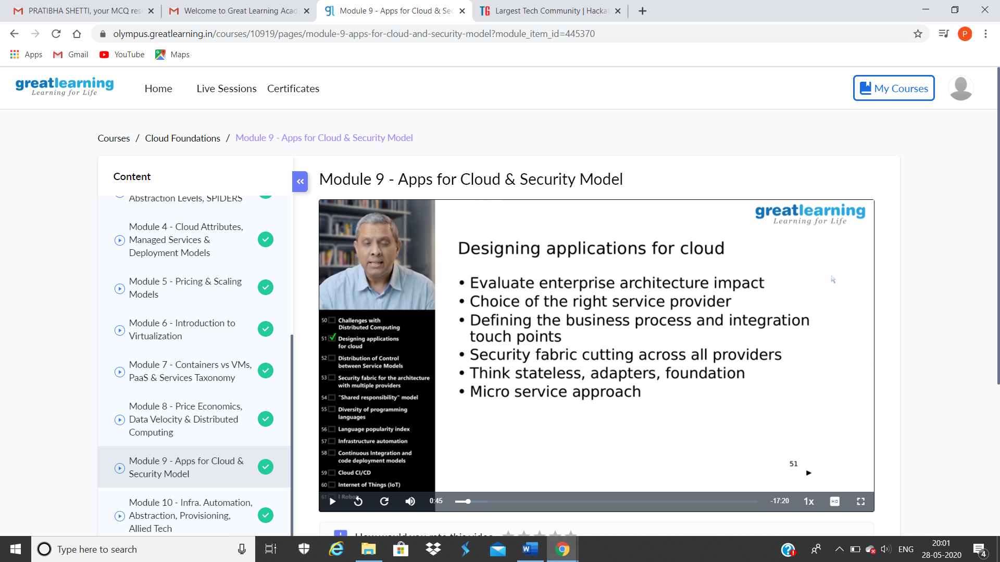 PRATIBHA SHETTI, your MCQ res
Welcome to Great Learning Acad
Module 9 - Apps for Cloud & Sec
Largest Tech Community | Hackat
olympus.greatlearning.in/courses/10919/pages/module-9-apps-for-cloud-and-security-model?module_item_id=445370
P
Apps
Gmail
YouTube
Maps
greatlearning
Learning for Life
Home
Live Sessions
Certificates
My Courses
Courses / Cloud Foundations / Module 9 - Apps for Cloud & Security Model
Content
Abstraction Levels, SPIDERS
Module 4 - Cloud Attributes,
Managed Services &
Deployment Models
Module 5 - Pricing & Scaling
Models
Module 6 - Introduction to
Virtualization
Module 7 - Containers vs VMs,
PaaS & Services Taxonomy
Module 8 - Price Economics,
Data Velocity & Distributed
Computing
Module 9 - Apps for Cloud &
Security Model
Module 10 - Infra. Automation,
Abstraction, Provisioning,
Allied Tech
Module 9 - Apps for Cloud & Security Model
greatlearning
Learning for Life
Designing applications for cloud
• Evaluate enterprise architecture impact
• Choice of the right service provider
• Defining the business process and integration
touch points
• Security fabric cutting across all providers
• Think stateless, adapters, foundation
• Micro service approach
51
50 Challenges with
Distributed Computing
51 Designing applications
for cloud
52 Distribution of Control
between Service Models
53 Security fabric for the architecture
with multiple providers
54 "Shared responsibility" model
55 Diversity of programming
languages
56 Language popularity index
57 Infrastructure automation
58 Continuous Integration and
code deployment models
59 Cloud CI/CD
60 Internet of Things (IoT)
61 I Robot
0:45
-17:20
1x
HD
How would you rate this video
Type here to search
ENG
20:01
28-05-2020
4